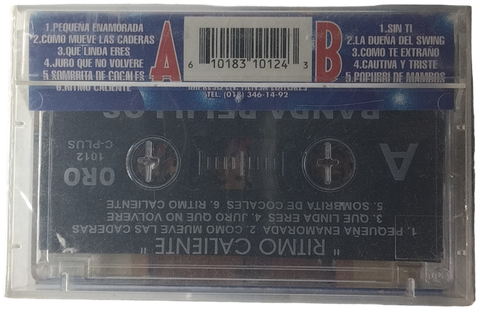 1.PEQUEÑA ENAMORADA
2.COMO MUEVE LAS CADERAS
3.QUE LINDA ERES
4.JURO QUE NO VOLVERE
5.SOMBRITA DE COCALES
6.RITMO CALIENTE
A
6 10183 10124 3
TEL. (018) 346-14-92
B
1.SIN TI
2.LA DUEÑA DEL SWING
3.COMO TE EXTRAÑO
4.CAUTIVA Y TRISTE
5.POPURRI DE MAMBOS
" RITMO CALIENTE "
1. PEQUEÑA ENAMORADA 2. COMO MUEVE LAS CADERAS
3. QUE LINDA ERES 4. JURO QUE NO VOLVERE
5. SOMBRITA DE COCALES 6. RITMO CALIENTE
ORO
1012
C-PLUS
A
BANDA PELILLOS